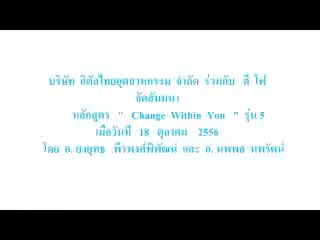 บริษัท อิตัลไทยอุตสาหกรรม จำกัด ร่วมกับ ดี โฟ
จัดสัมมนา
หลักสูตร " Change Within You " รุ่น 5
เมื่อวันที่ 18 ตุลาคม 2556
โดย อ. ยงยุทธ พีรพงศ์พิพัฒน์ และ อ. นพพล นพรัตน์